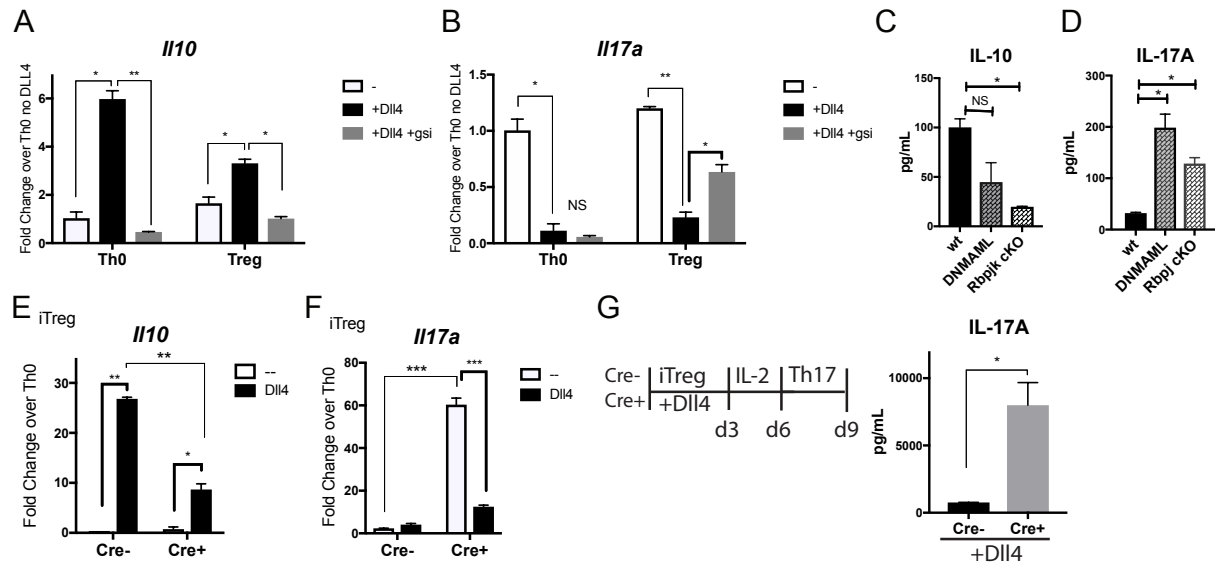 A
Il10
Fold Change over Th0 no DLL4
6
4
2
0
* **
* *
Th0 Treg
-
+Dll4
+Dll4 +gsi
B
Il17a
Fold Change over Th0 no DLL4
1.5
1.0
0.4
0.2
0.0
*
NS
**
*
Th0 Treg
-
+Dll4
+Dll4 +gsi
C
IL-10
pg/mL
150
100
50
0
*
NS
wt
DNMAML
Rbpjk cKO
D
IL-17A
pg/mL
300
200
100
0
*
*
wt
DNMAML
Rbpj cKO
E
iTreg
Il10
Fold Change over Th0
30
20
10
0
**
**
*
Cre- Cre+
--
Dll4
F
iTreg
Il17a
Fold Change over Th0
80
60
40
20
0
***
***
Cre- Cre+
--
Dll4
G
Cre- iTreg IL-2 Th17
Cre+ +Dll4
d3 d6 d9
IL-17A
pg/mL
10000
5000
0
*
Cre- Cre+
+Dll4